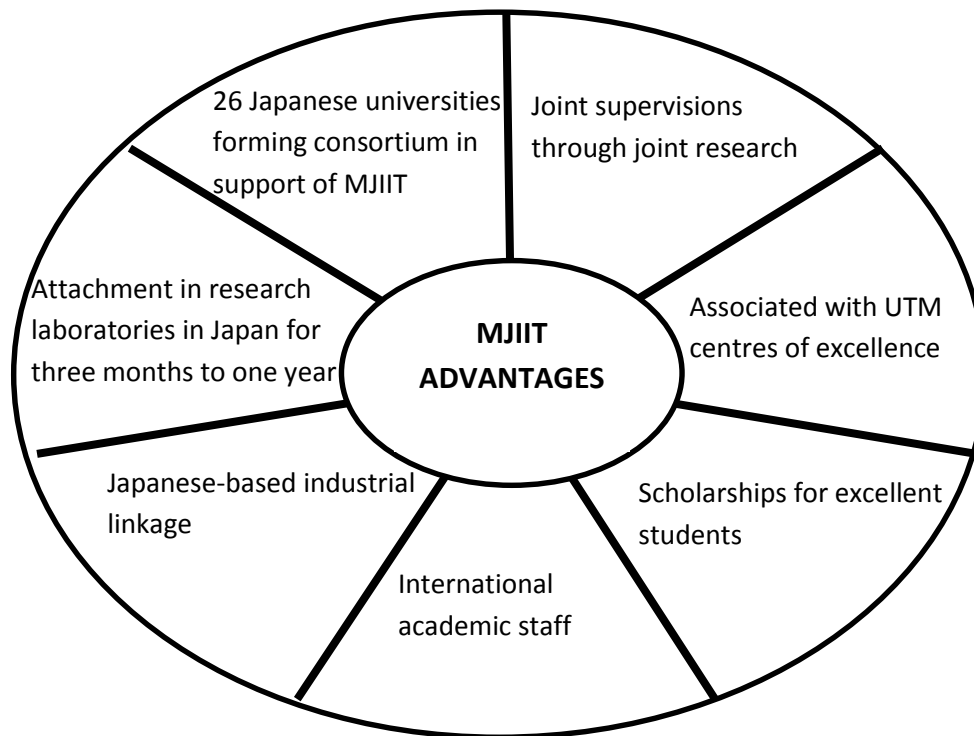 26 Japanese universities
forming consortium in
support of MJIIT
Joint supervisions
through joint research
Attachment in research
laboratories in Japan for
three months to one year
MJIIT
ADVANTAGES
Associated with UTM
centres of excellence
Japanese-based industrial
linkage
International
academic staff
Scholarships for excellent
students